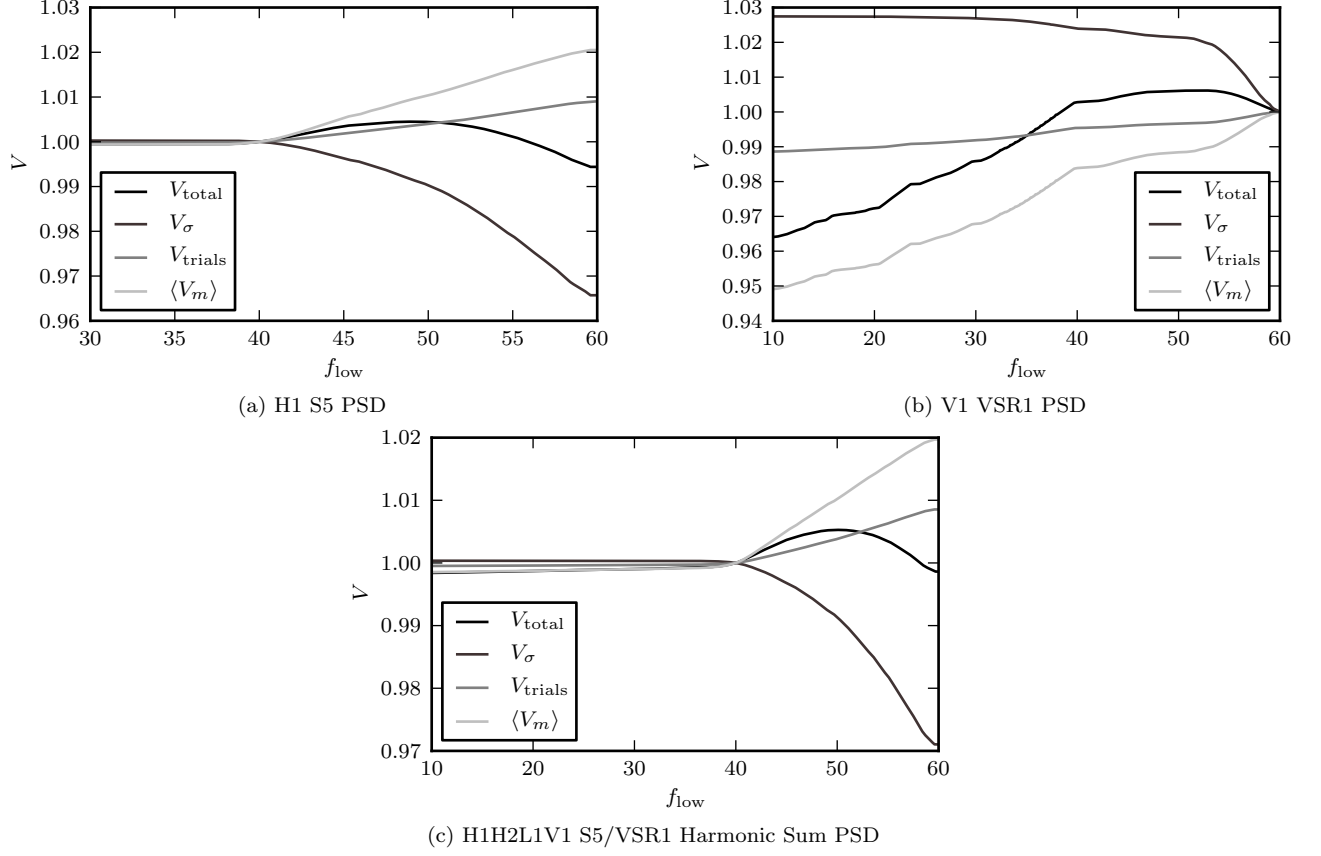 1.03
1.02
1.01
1.00
0.99
0.98
0.97
0.96
V
30 35 40 45 50 55 60
f_low
V_total
V_σ
V_trials
⟨V_m⟩
(a) H1 S5 PSD
1.03
1.02
1.01
1.00
0.99
0.98
0.97
0.96
0.95
0.94
V
10 20 30 40 50 60
f_low
V_total
V_σ
V_trials
⟨V_m⟩
(b) V1 VSR1 PSD
1.02
1.01
1.00
0.99
0.98
0.97
V
10 20 30 40 50 60
f_low
V_total
V_σ
V_trials
⟨V_m⟩
(c) H1H2L1V1 S5/VSR1 Harmonic Sum PSD